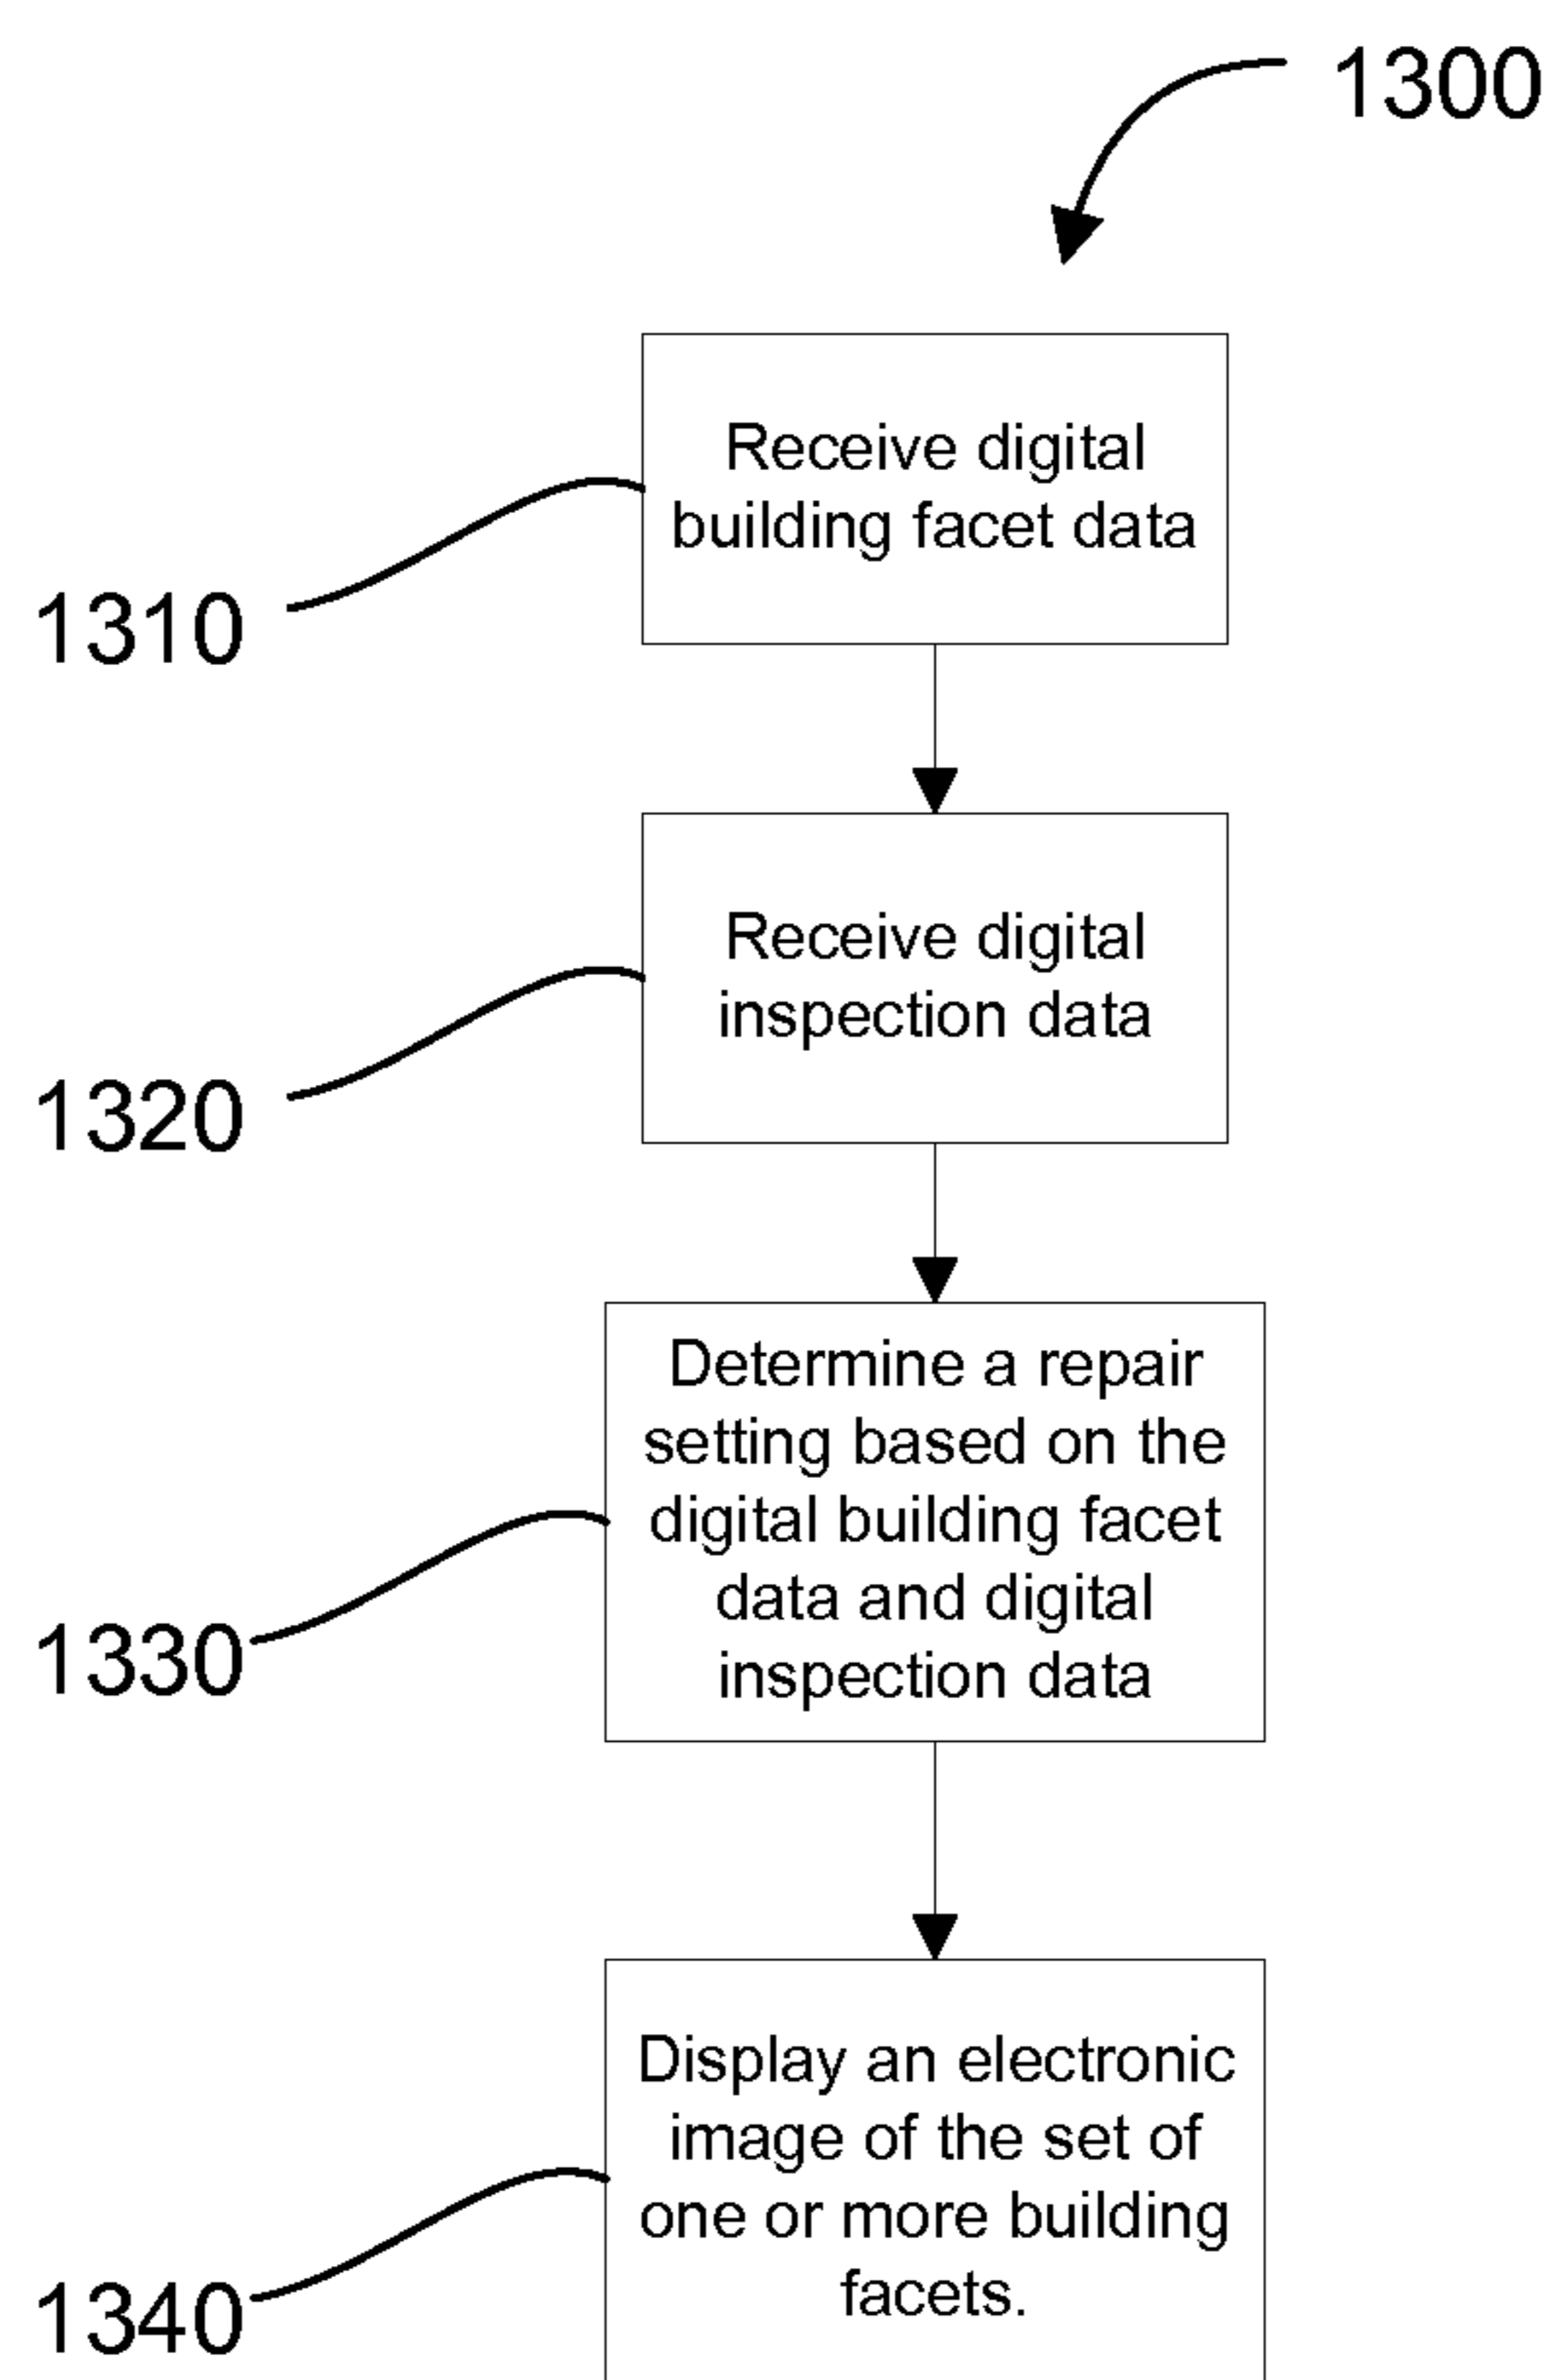 1300
Receive digital
building facet data
1310
Receive digital
inspection data
1320
Determine a repair
setting based on the
digital building facet
data and digital
inspection data
1330
Display an electronic
image of the set of
one or more building
facets.
1340